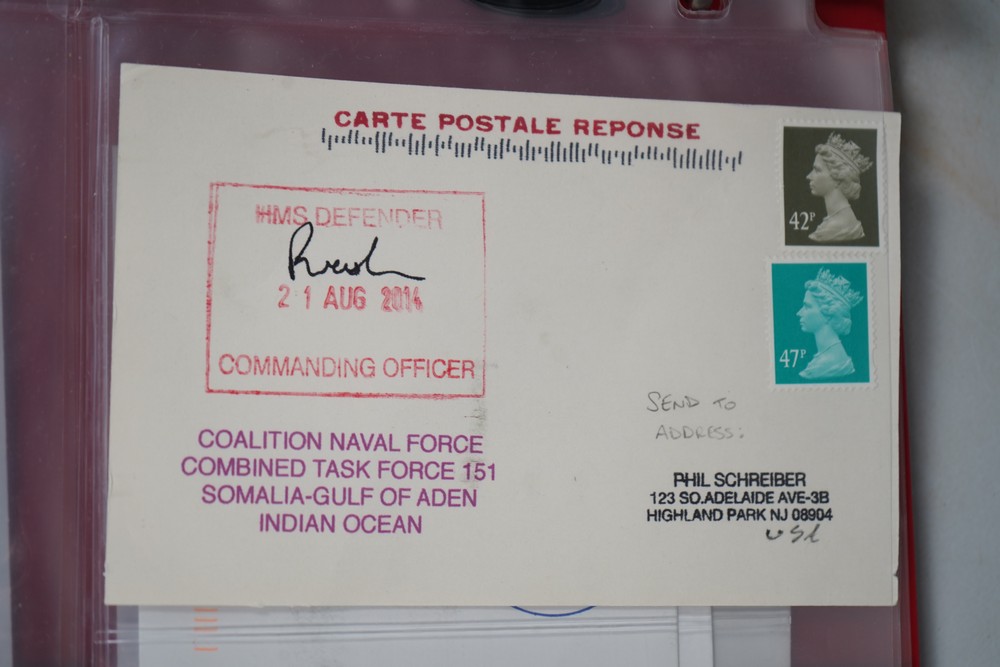 CARTE POSTALE REPONSE
42P
HMS DEFENDER
21 AUG 2014
COMMANDING OFFICER
47P
SEND TO
ADDRESS:
COALITION NAVAL FORCE
COMBINED TASK FORCE 151
SOMALIA-GULF OF ADEN
INDIAN OCEAN
PHIL SCHREIBER
123 SO.ADELAIDE AVE-3B
HIGHLAND PARK NJ 08904
USA